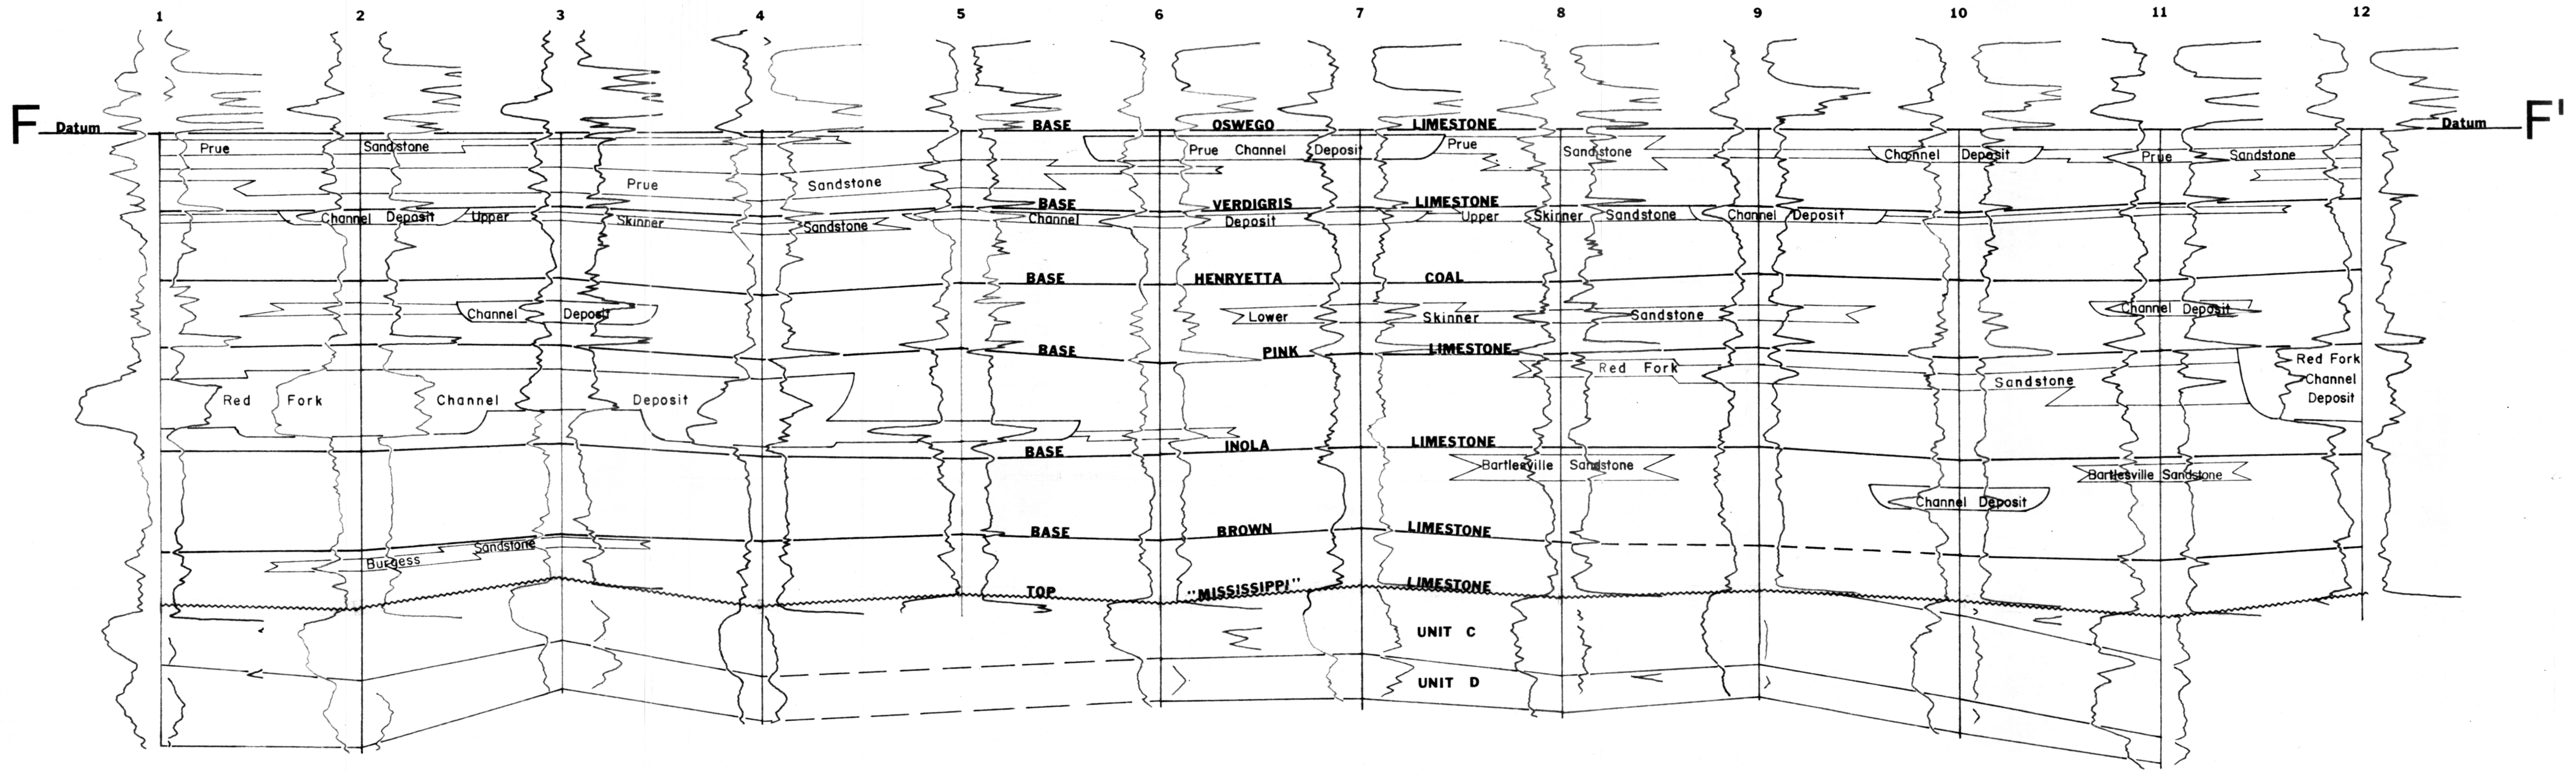 1 2 3 4 5 6 7 8 9 10 11 12
F Datum BASE OSWEGO LIMESTONE Datum F'
Prue Sandstone Prue Channel Deposit Prue Sandstone Channel Deposit Prue Sandstone
Prue Sandstone
BASE VERDIGRIS LIMESTONE
Channel Deposit Upper Skinner Sandstone Channel Deposit Upper Skinner Sandstone Channel Deposit
BASE HENRYETTA COAL
Channel Deposit Lower Skinner Sandstone Channel Deposit
BASE PINK LIMESTONE
Red Fork Sandstone Red Fork Channel Deposit
Red Fork Channel Deposit
BASE INOLA LIMESTONE
Bartlesville Sandstone Bartlesville Sandstone
Channel Deposit
BASE BROWN LIMESTONE
Burgess Sandstone
TOP "MISSISSIPPI" LIMESTONE
UNIT C
UNIT D